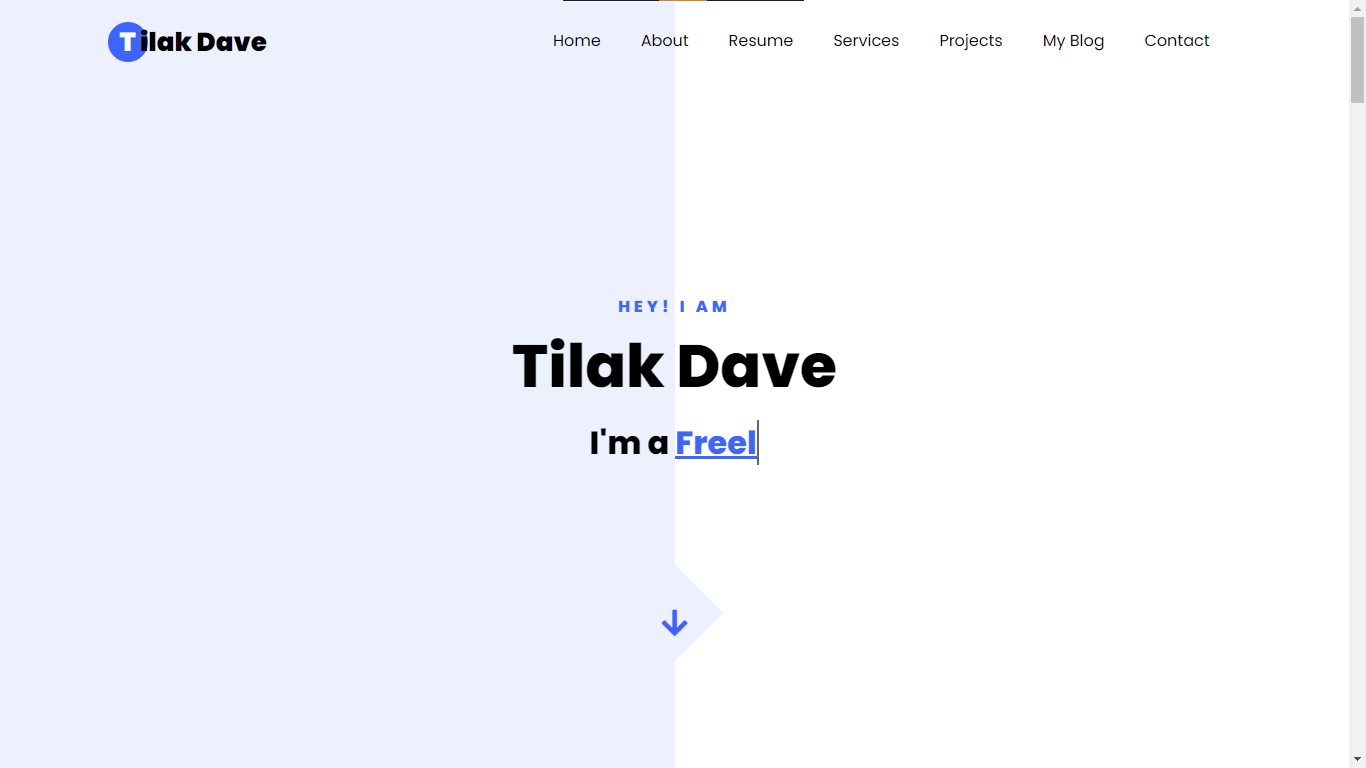 Tilak Dave
Home About Resume Services Projects My Blog Contact
HEY! I AM
Tilak Dave
I'm a Freel